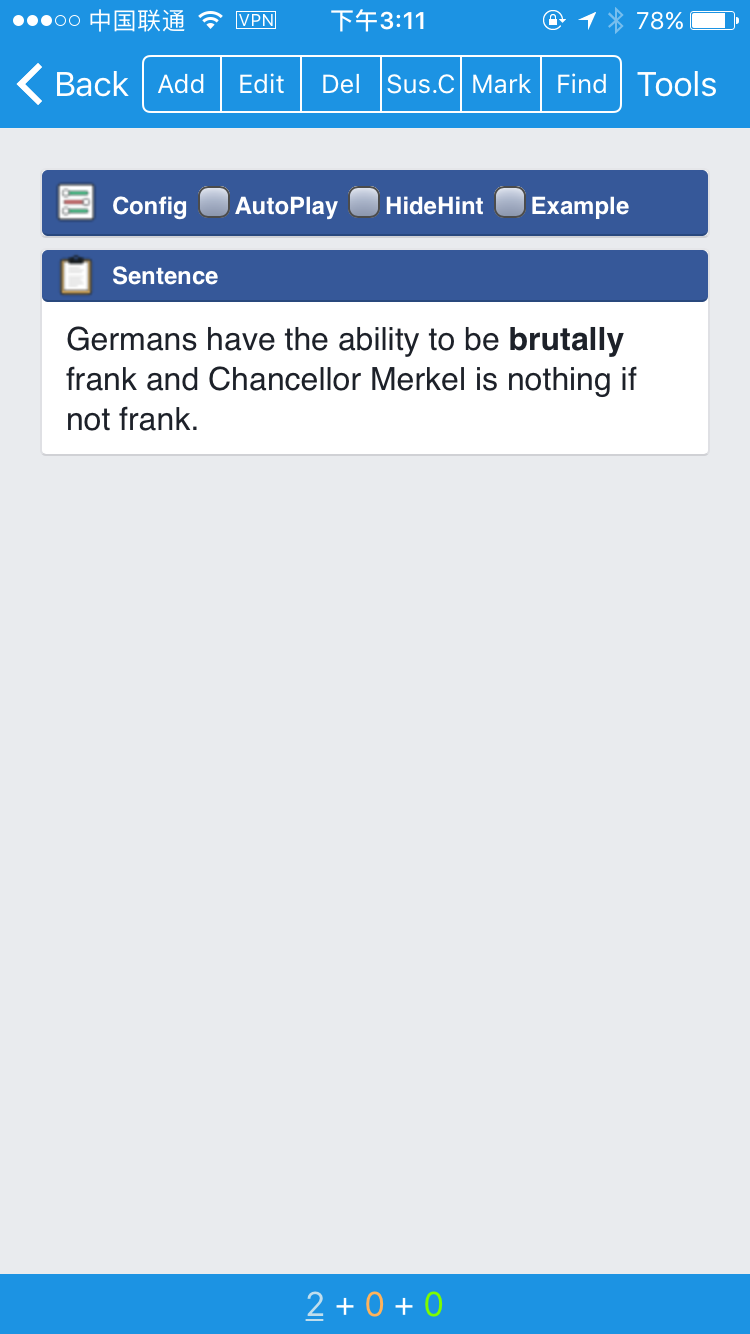 中国联通 VPN 下午3:11 78%
Back Add Edit Del Sus.C Mark Find Tools
Config AutoPlay HideHint Example
Sentence
Germans have the ability to be brutally
frank and Chancellor Merkel is nothing if
not frank.
2 + 0 + 0